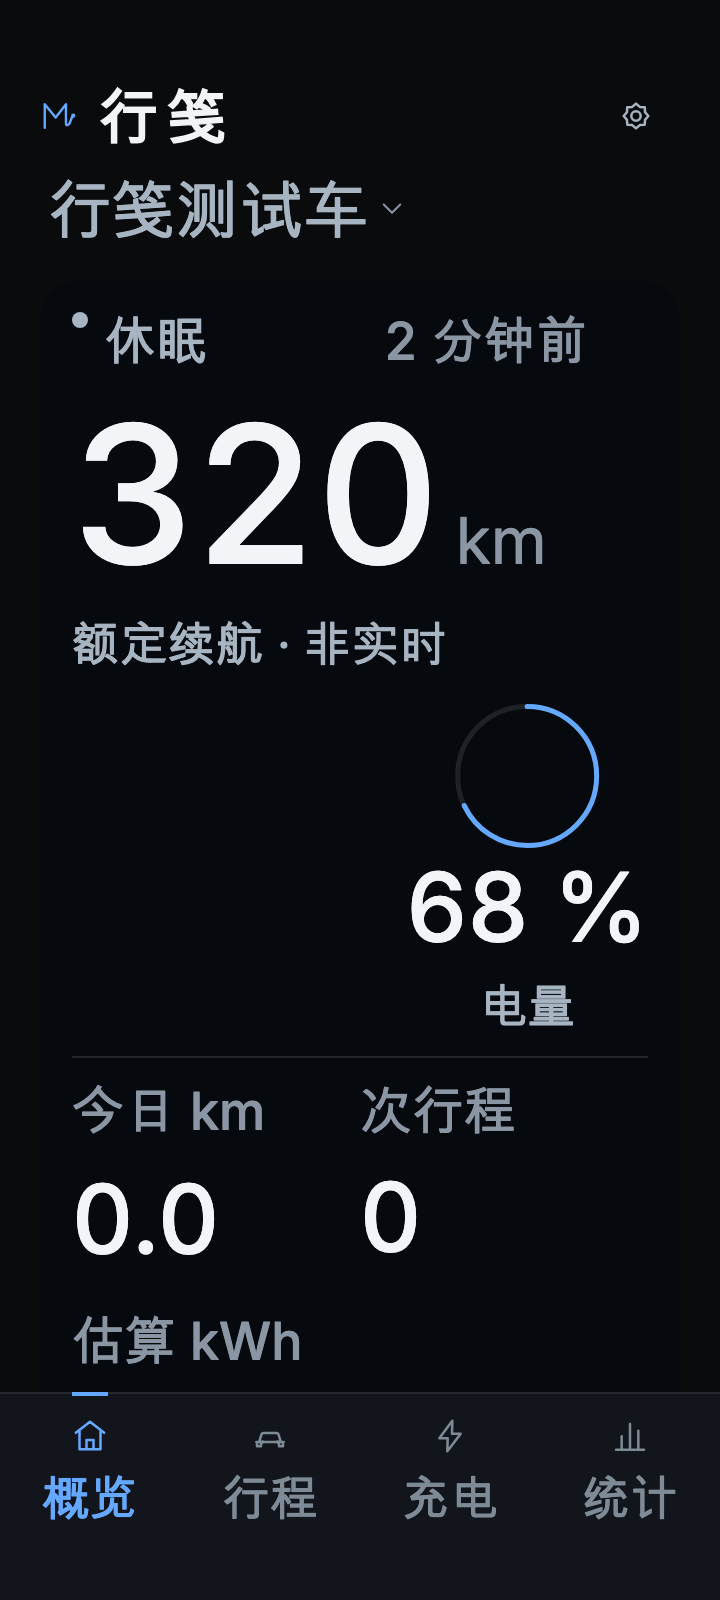 行笺
行笺测试车
休眠 2 分钟前
320 km
额定续航 · 非实时
68 %
电量
今日 km 次行程
0.0 0
估算 kWh
概览 行程 充电 统计